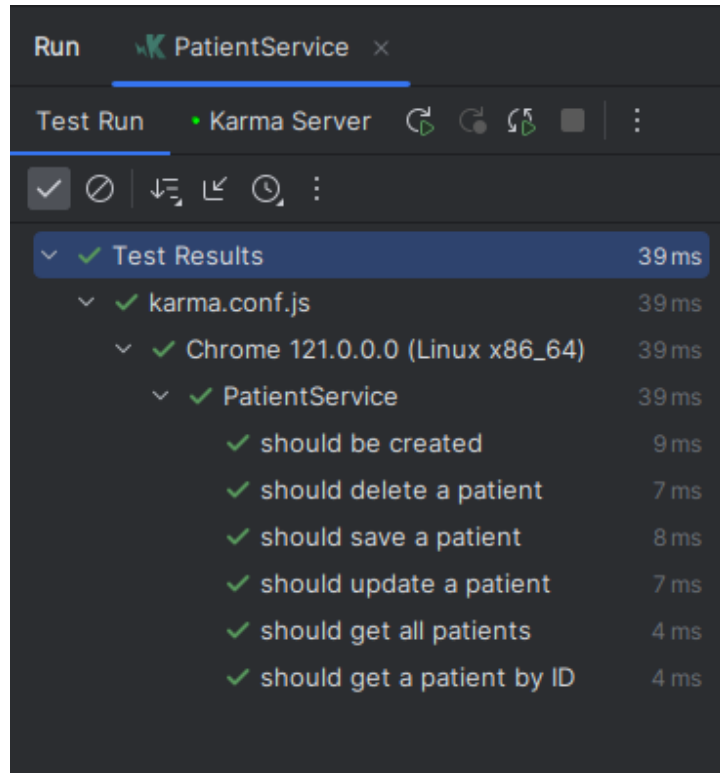 Run PatientService
Test Run Karma Server
Test Results 39 ms
karma.conf.js 39 ms
Chrome 121.0.0.0 (Linux x86_64) 39 ms
PatientService 39 ms
should be created 9 ms
should delete a patient 7 ms
should save a patient 8 ms
should update a patient 7 ms
should get all patients 4 ms
should get a patient by ID 4 ms